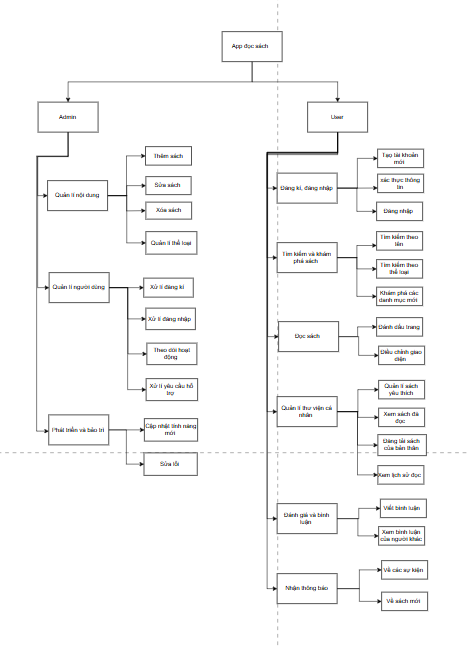 App đọc sách
Admin
User
Quản lí nội dung
Thêm sách
Sửa sách
Xóa sách
Quản lí thể loại
Quản lí người dùng
Xử lí đăng kí
Xử lí đăng nhập
Theo dõi hoạt
động
Xử lí yêu cầu hỗ
trợ
Phát triển và bảo trì
Cập nhật tính năng
mới
Sửa lỗi
Đăng kí, đăng nhập
Tạo tài khoản
mới
xác thực thông
tin
Đăng nhập
Tìm kiếm và khám
phá sách
Tìm kiếm theo
tên
Tìm kiếm theo
thể loại
Khám phá các
danh mục mới
Đọc sách
Đánh dấu trang
Điều chỉnh giao
diện
Quản lí thư viện cá
nhân
Quản lí sách
yêu thích
Xem sách đã
đọc
Đăng tải sách
của bản thân
Xem lịch sử đọc
Đánh giá và bình
luận
Viết bình luận
Xem bình luận
của người khác
Nhận thông báo
Về các sự kiện
Về sách mới